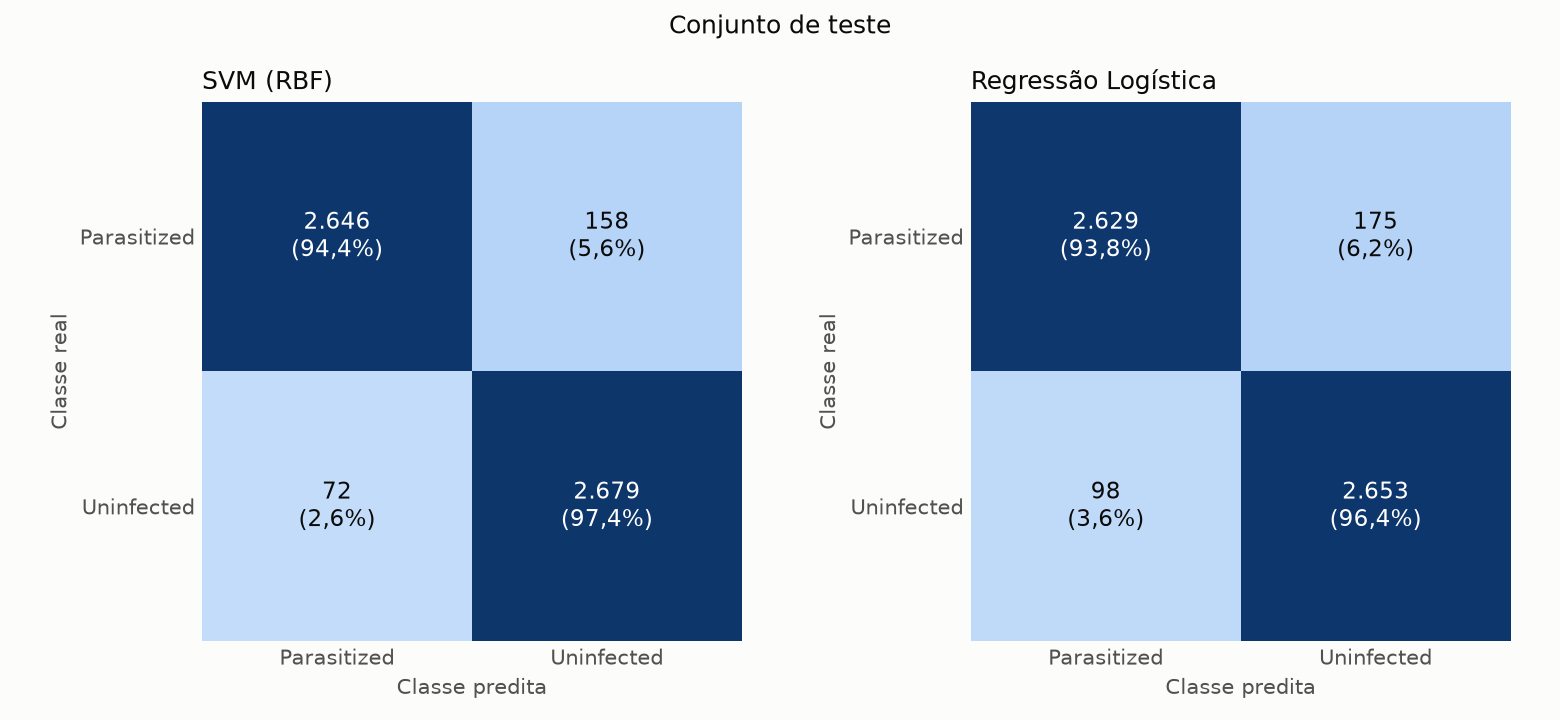 Conjunto de teste
SVM (RBF)
2.646
(94,4%)
158
(5,6%)
72
(2,6%)
2.679
(97,4%)
Parasitized
Uninfected
Classe real
Parasitized
Uninfected
Classe predita
Regressão Logística
2.629
(93,8%)
175
(6,2%)
98
(3,6%)
2.653
(96,4%)
Parasitized
Uninfected
Classe real
Parasitized
Uninfected
Classe predita